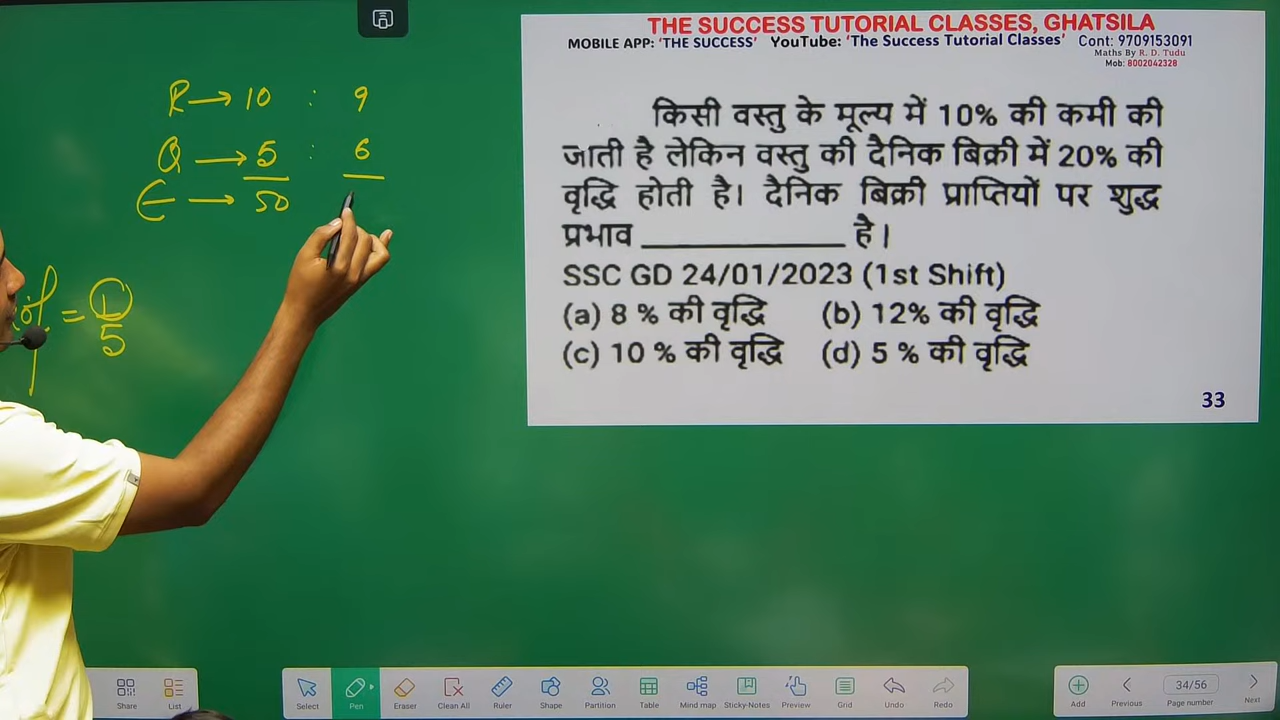 THE SUCCESS TUTORIAL CLASSES, GHATSILA
MOBILE APP: 'THE SUCCESS' YouTube: 'The Success Tutorial Classes' Cont: 9709153091
Maths By R. D. Tudu
Mob: 8002042328
किसी वस्तु के मूल्य में 10% की कमी की
जाती है लेकिन वस्तु की दैनिक बिक्री में 20% की
वृद्धि होती है। दैनिक बिक्री प्राप्तियों पर शुद्ध
प्रभाव ____________ है।
SSC GD 24/01/2023 (1st Shift)
(a) 8 % की वृद्धि (b) 12% की वृद्धि
(c) 10 % की वृद्धि (d) 5 % की वृद्धि
33
R → 10 : 9
Q → 5 : 6
E → 50
= 1
5
Share
List
Select
Pen
Eraser
Clean All
Ruler
Shape
Partition
Table
Mind map
Sticky-Notes
Preview
Grid
Undo
Redo
Add
Previous
34/56
Page number
Next